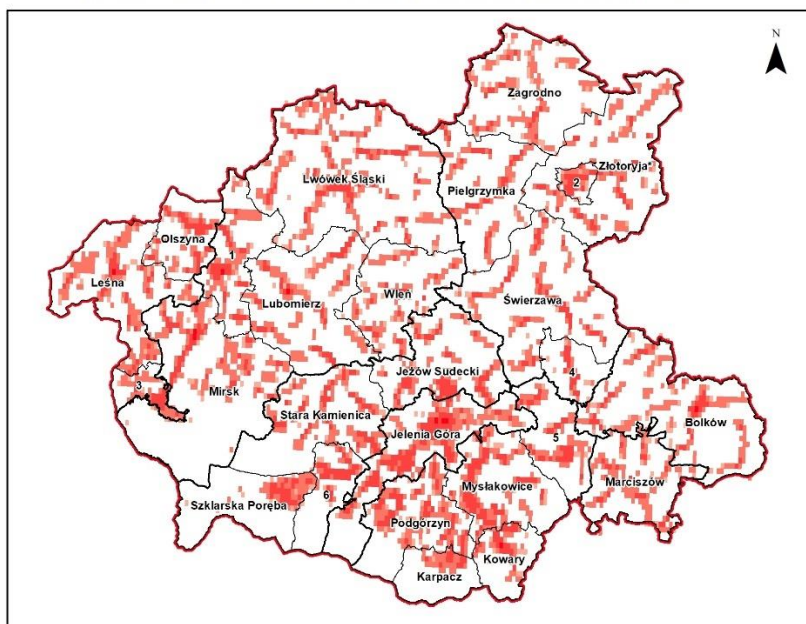 N
Zagrodno
Złotoryja
2
Lwówek Śląski
Pielgrzymka
Olszyna
1
Leśna
Lubomierz
Wleń
Świerzawa
Jeżów Sudecki
4
3
Mirsk
Stara Kamienica
Bolków
Jelenia Góra
5
Marciszów
Mysłakowice
6
Szklarska Poręba
Podgórzyn
Kowary
Karpacz